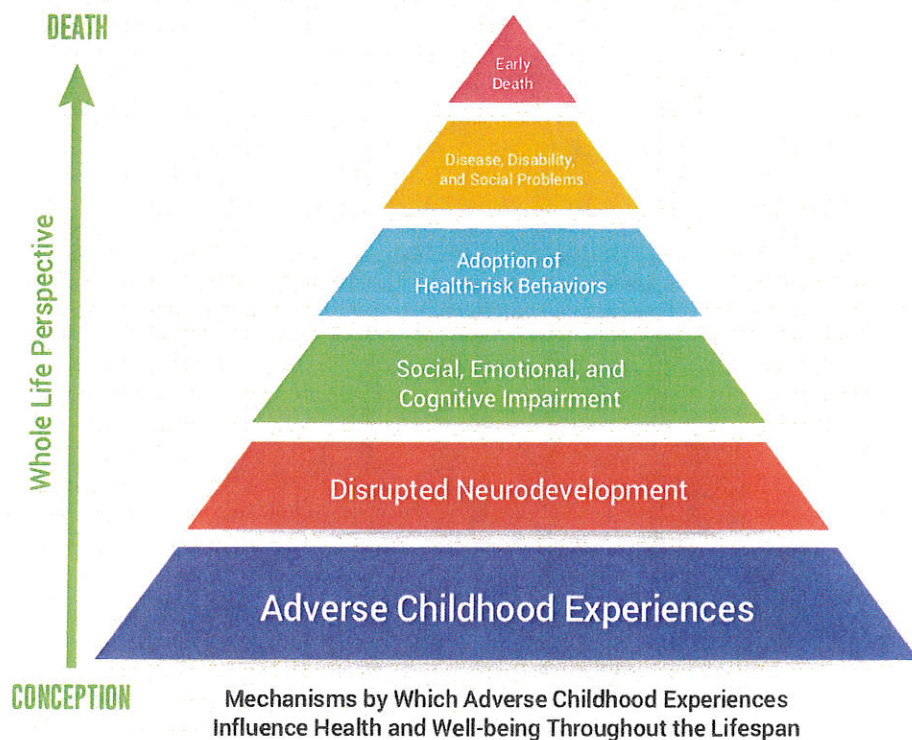 DEATH
Early
Death
Disease, Disability,
and Social Problems
Adoption of
Health-risk Behaviors
Social, Emotional, and
Cognitive Impairment
Disrupted Neurodevelopment
Adverse Childhood Experiences
Whole Life Perspective
CONCEPTION
Mechanisms by Which Adverse Childhood Experiences
Influence Health and Well-being Throughout the Lifespan